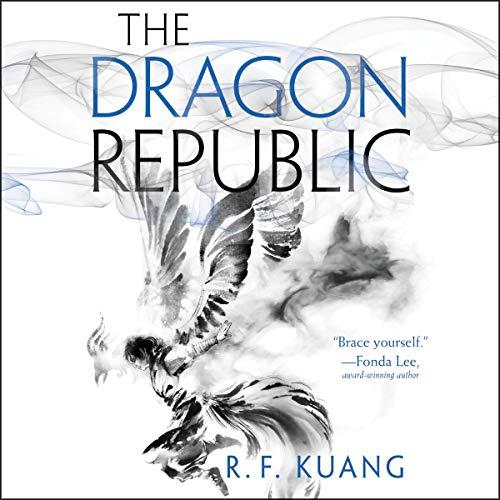 THE
DRAGON
REPUBLIC
“Brace yourself.”
—Fonda Lee,
award-winning author
R. F. KUANG